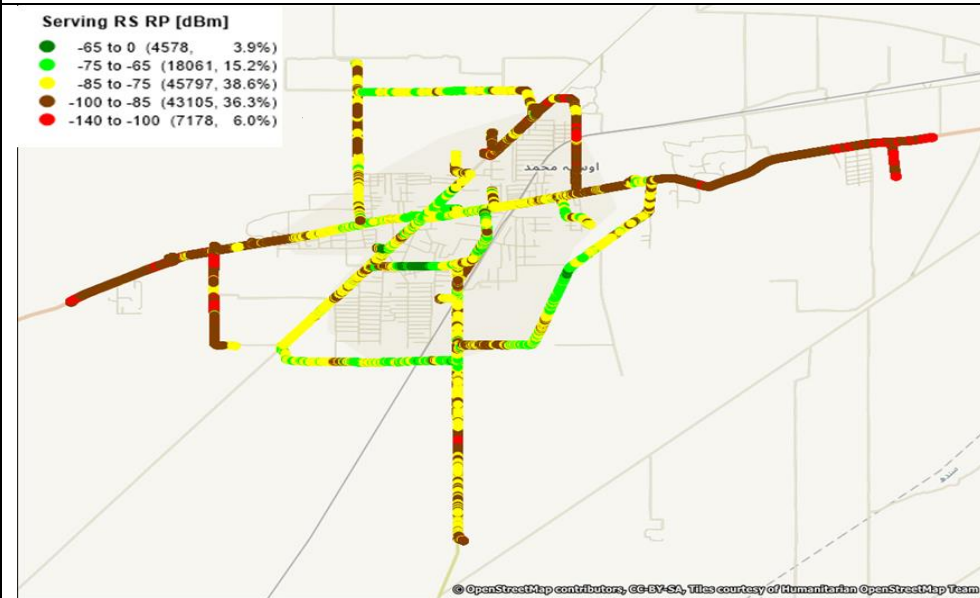 Serving RS RP [dBm]
-65 to 0 (4578, 3.9%)
-75 to -65 (18061, 15.2%)
-85 to -75 (45797, 38.6%)
-100 to -85 (43105, 36.3%)
-140 to -100 (7178, 6.0%)
محمد
سندھ
© OpenStreetMap contributors, CC-BY-SA, Tiles courtesy of Humanitarian OpenStreetMap Team